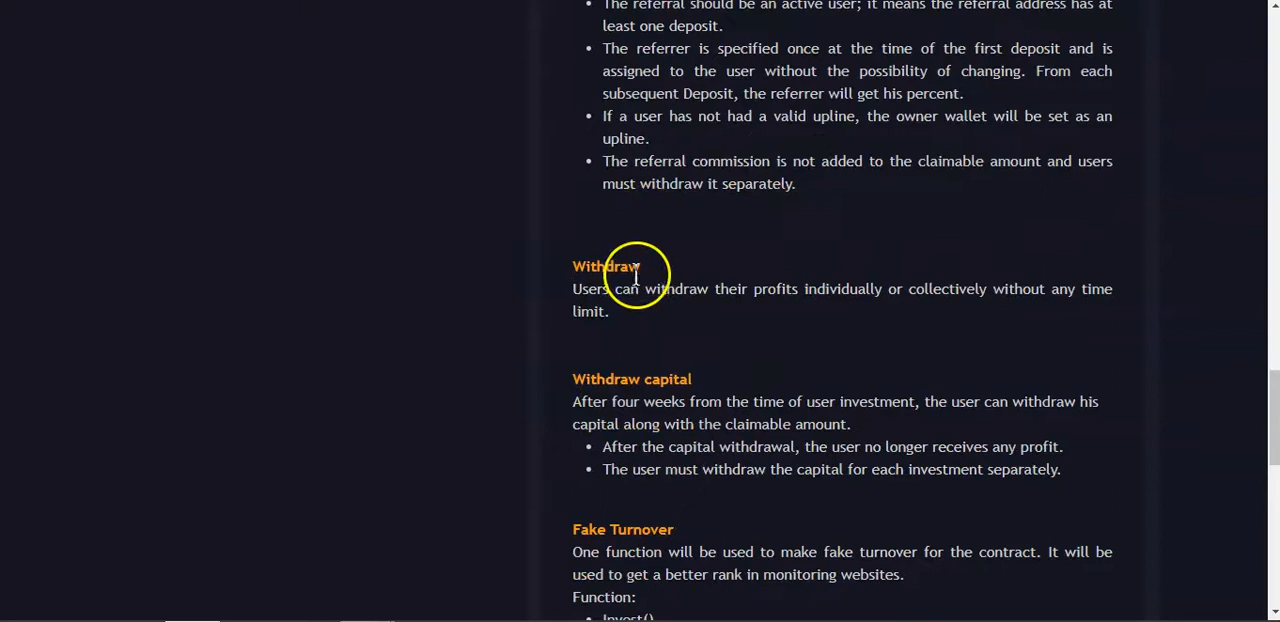 The referral should be an active user; it means the referral address has at
least one deposit.
The referrer is specified once at the time of the first deposit and is
assigned to the user without the possibility of changing. From each
subsequent Deposit, the referrer will get his percent.
If a user has not had a valid upline, the owner wallet will be set as an
upline.
The referral commission is not added to the claimable amount and users
must withdraw it separately.
Withdraw
Users can withdraw their profits individually or collectively without any time
limit.
Withdraw capital
After four weeks from the time of user investment, the user can withdraw his
capital along with the claimable amount.
After the capital withdrawal, the user no longer receives any profit.
The user must withdraw the capital for each investment separately.
Fake Turnover
One function will be used to make fake turnover for the contract. It will be
used to get a better rank in monitoring websites.
Function:
Invest()